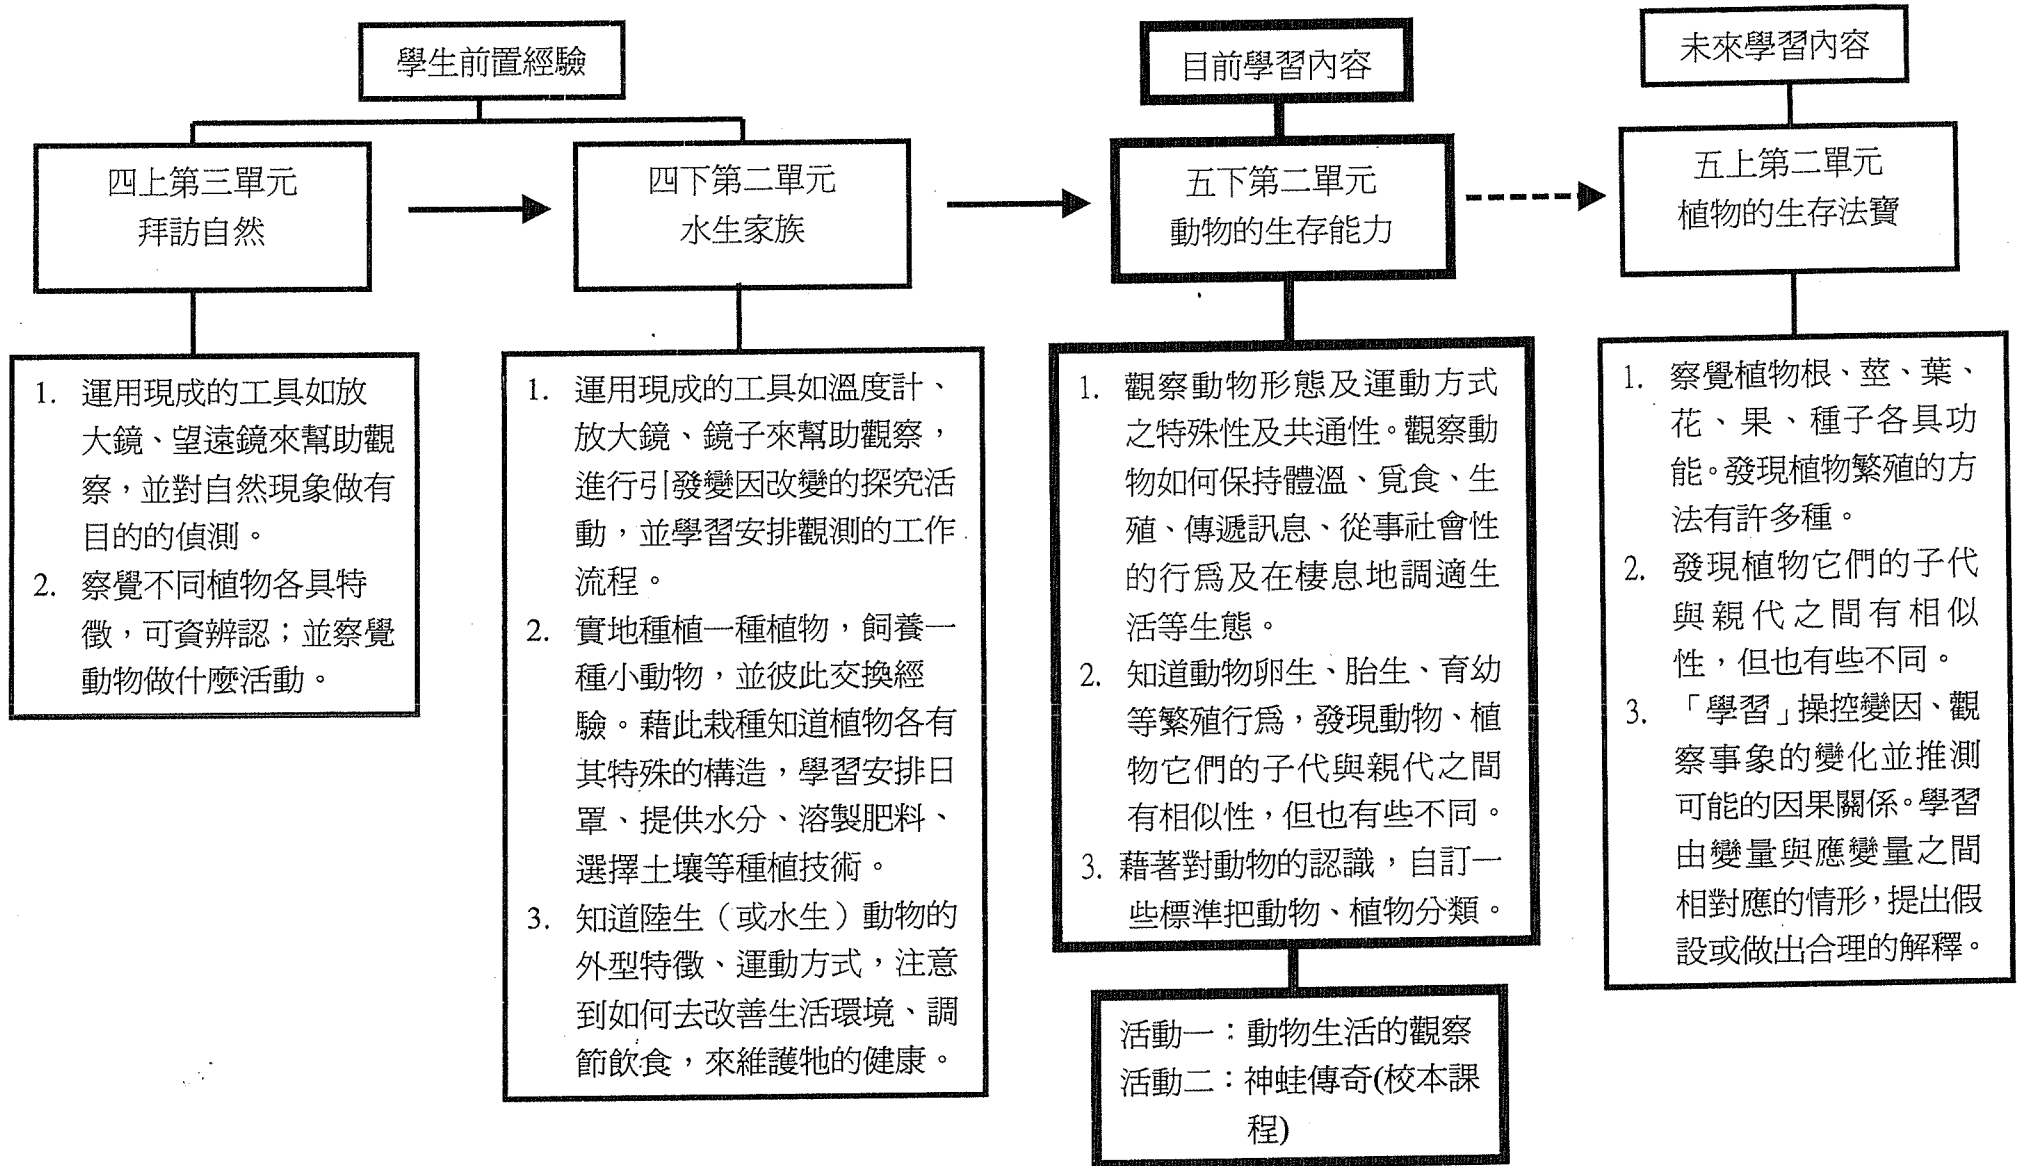 學生前置經驗
四上第三單元
拜訪自然
1. 運用現成的工具如放
大鏡、望遠鏡來幫助觀
察，並對自然現象做有
目的的偵測。
2. 察覺不同植物各具特
徵，可資辨認；並察覺
動物做什麼活動。
四下第二單元
水生家族
1. 運用現成的工具如溫度計、
放大鏡、鏡子來幫助觀察，
進行引發變因改變的探究活
動，並學習安排觀測的工作
流程。
2. 實地種植一種植物，飼養一
種小動物，並彼此交換經
驗。藉此栽種知道植物各有
其特殊的構造，學習安排日
罩、提供水分、溶製肥料、
選擇土壤等種植技術。
3. 知道陸生（或水生）動物的
外型特徵、運動方式，注意
到如何去改善生活環境、調
節飲食，來維護牠的健康。
目前學習內容
五下第二單元
動物的生存能力
1. 觀察動物形態及運動方式
之特殊性及共通性。觀察動
物如何保持體溫、覓食、生
殖、傳遞訊息、從事社會性
的行為及在棲息地調適生
活等生態。
2. 知道動物卵生、胎生、育幼
等繁殖行為，發現動物、植
物它們的子代與親代之間
有相似性，但也有些不同。
3. 藉著對動物的認識，自訂一
些標準把動物、植物分類。
活動一：動物生活的觀察
活動二：神蛙傳奇(校本課
程)
未來學習內容
五上第二單元
植物的生存法寶
1. 察覺植物根、莖、葉、
花、果、種子各具功
能。發現植物繁殖的方
法有許多種。
2. 發現植物它們的子代
與親代之間有相似
性，但也有些不同。
3. 「學習」操控變因、觀
察事象的變化並推測
可能的因果關係。學習
由變量與應變量之間
相對應的情形，提出假
設或做出合理的解釋。